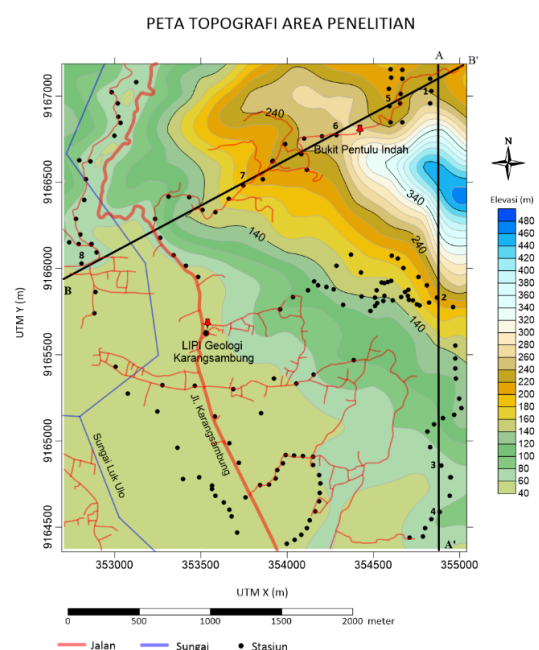 PETA TOPOGRAFI AREA PENELITIAN
A
B'
9167000
5
1
240
6
Bukit Pentulu Indah
N
9166500
7
340
Elevasi (m)
480
460
440
420
400
380
360
340
320
300
280
260
240
220
200
180
160
140
120
100
80
60
40
140
240
8
9166000
B
2
140
UTM Y (m)
LIPI Geologi
Karangsambung
9165500
Jl. Karangsambung
9165000
Sungai Luk Ulo
3
4
9164500
A'
353000
353500
354000
354500
355000
UTM X (m)
0
500
1000
1500
2000
meter
Jalan
Sungai
Stasiun